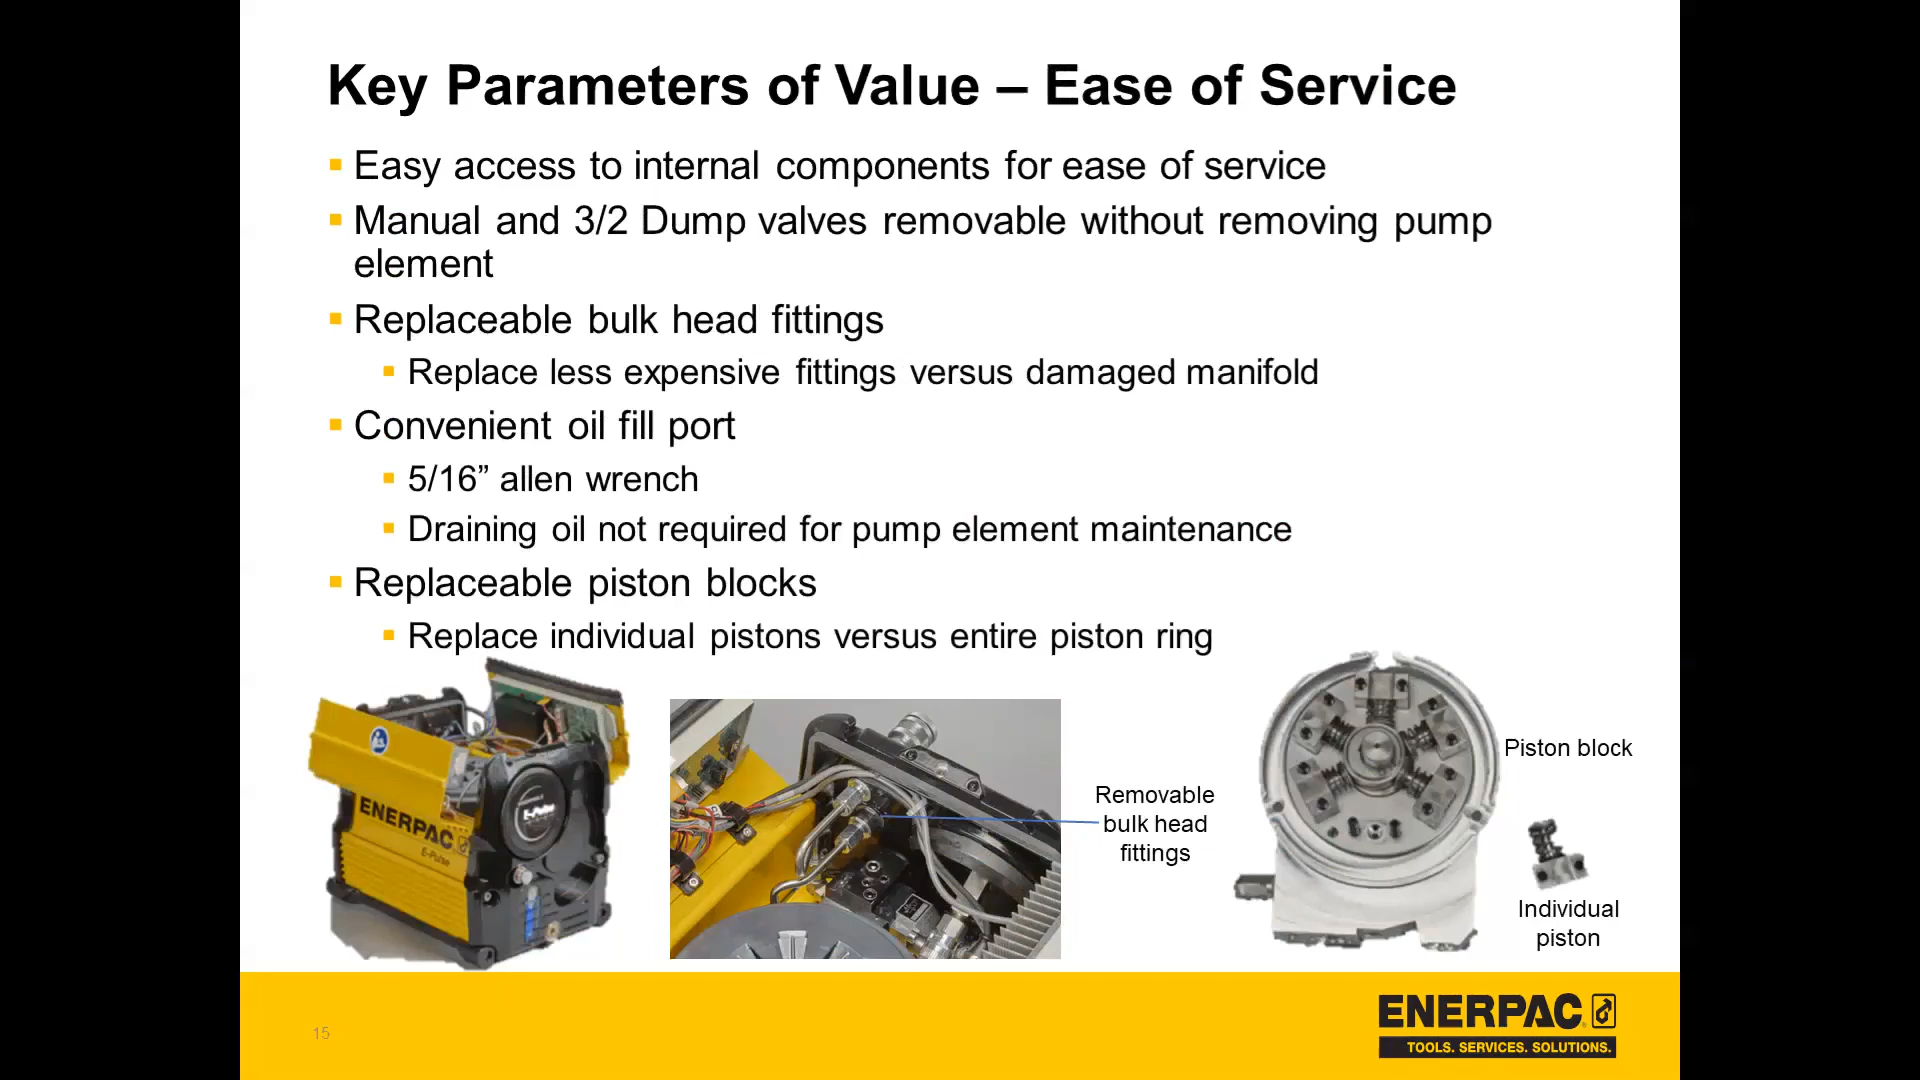 Key Parameters of Value – Ease of Service
Easy access to internal components for ease of service
Manual and 3/2 Dump valves removable without removing pump
element
Replaceable bulk head fittings
Replace less expensive fittings versus damaged manifold
Convenient oil fill port
5/16” allen wrench
Draining oil not required for pump element maintenance
Replaceable piston blocks
Replace individual pistons versus entire piston ring
ENERPAC
E-Pulse
Removable
bulk head
fittings
Piston block
Individual
piston
15
ENERPAC
TOOLS. SERVICES. SOLUTIONS.